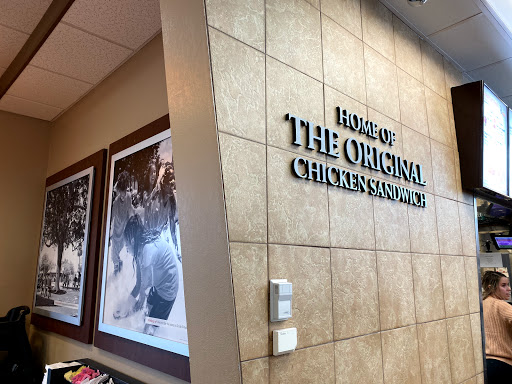 HOME OF
THE ORIGINAL
CHICKEN SANDWICH